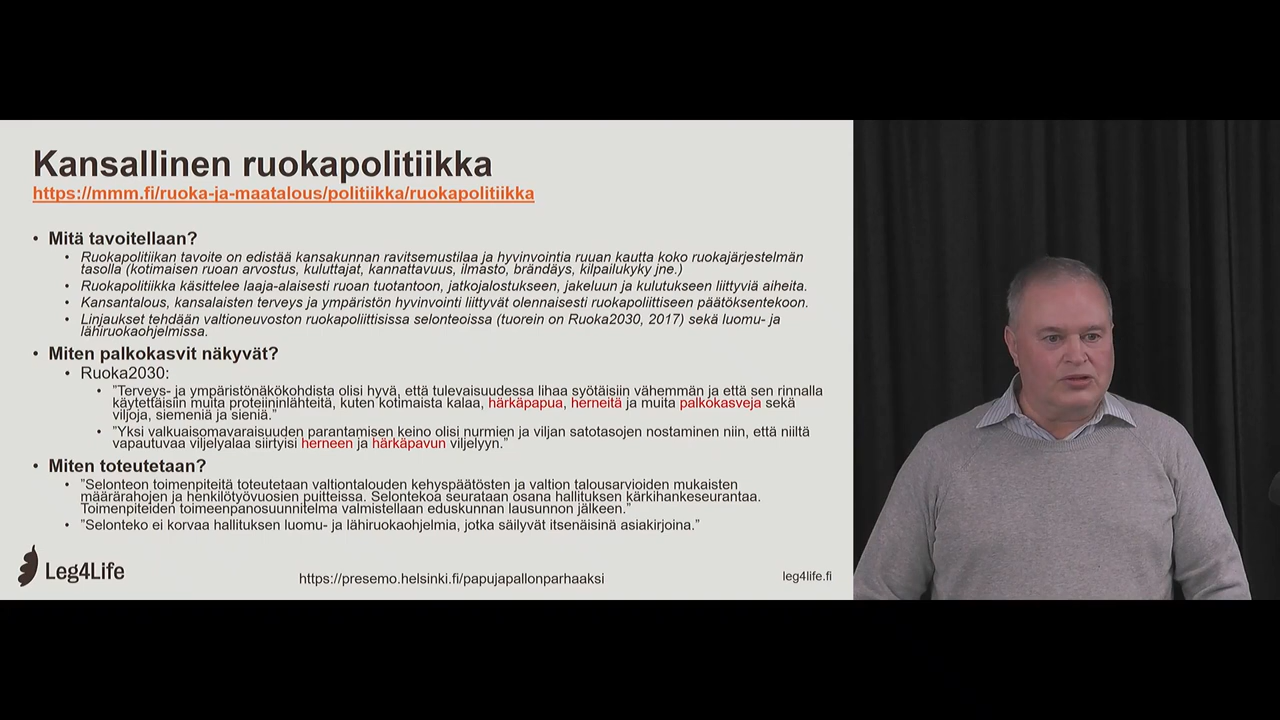 Kansallinen ruokapolitiikka
https://mmm.fi/ruoka-ja-maatalous/politiikka/ruokapolitiikka
• Mitä tavoitellaan?
• Ruokapolitiikan tavoite on edistää kansakunnan ravitsemustilaa ja hyvinvointia ruuan kautta koko ruokajärjestelmän
tasolla (kotimaisen ruoan arvostus, kuluttajat, kannattavuus, ilmasto, brändäys, kilpailukyky jne.)
• Ruokapolitiikka käsittelee laaja-alaisesti ruoan tuotantoon, jatkojalostukseen, jakeluun ja kulutukseen liittyviä aiheita.
• Kansantalous, kansalaisten terveys ja ympäristön hyvinvointi liittyvät olennaisesti ruokapoliittiseen päätöksentekoon.
• Linjaukset tehdään valtioneuvoston ruokapoliittisissa selonteoissa (tuorein on Ruoka2030, 2017) sekä luomu- ja
lähiruokaohjelmissa.
• Miten palkokasvit näkyvät?
• Ruoka2030:
• ”Terveys- ja ympäristönäkökohdista olisi hyvä, että tulevaisuudessa lihaa syötäisiin vähemmän ja että sen rinnalla
käytettäisiin muita proteiininlähteitä, kuten kotimaista kalaa, härkäpapua, herneitä ja muita palkokasveja sekä
viljoja, siemeniä ja sieniä.”
• ”Yksi valkuaisomavaraisuuden parantamisen keino olisi nurmien ja viljan satotasojen nostaminen niin, että niiltä
vapautuvaa viljelyalaa siirtyisi herneen ja härkäpavun viljelyyn.”
• Miten toteutetaan?
• ”Selonteon toimenpiteitä toteutetaan valtiontalouden kehyspäätösten ja valtion talousarvioiden mukaisten
määrärahojen ja henkilötyövuosien puitteissa. Selontekoa seurataan osana hallituksen kärkihankeseurantaa.
Toimenpiteiden toimeenpanosuunnitelma valmistellaan eduskunnan lausunnon jälkeen.”
• ”Selonteko ei korvaa hallituksen luomu- ja lähiruokaohjelmia, jotka säilyvät itsenäisinä asiakirjoina.”
Leg4Life
https://presemo.helsinki.fi/papujapallonparhaaksi
leg4life.fi